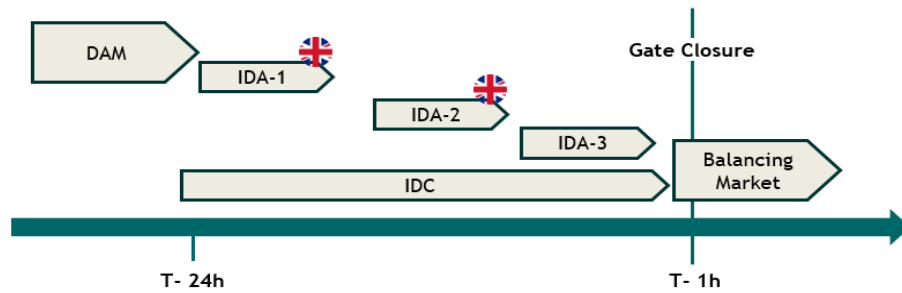 DAM
IDA-1
Gate Closure
IDA-2
IDA-3
Balancing
Market
IDC
T- 24h
T- 1h